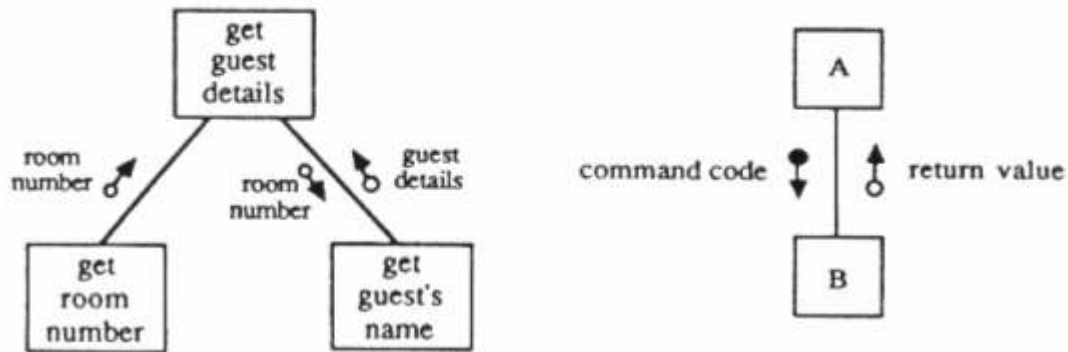 get
guest
details
room
number
room
number
guest
details
get
room
number
get
guest's
name
A
command code
return value
B